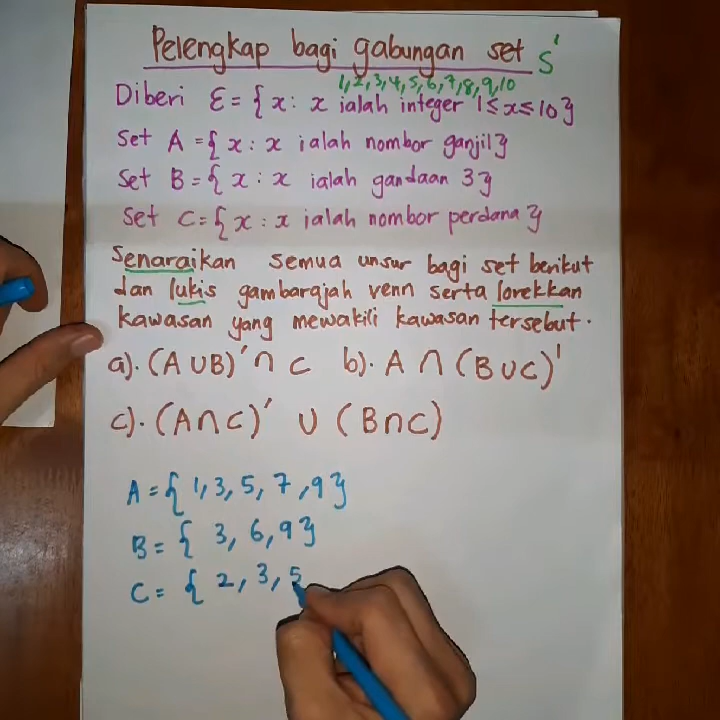 Pelengkap bagi gabungan set S'
1,2,3,4,5,6,7,8,9,10
Diberi Ɛ = { x : x ialah integer 1 ≤ x ≤ 10 }
Set A = { x : x ialah nombor ganjil }
Set B = { x : x ialah gandaan 3 }
Set C = { x : x ialah nombor perdana }
Senaraikan semua unsur bagi set berikut
dan lukis gambarajah venn serta lorekkan
kawasan yang mewakili kawasan tersebut.
a). (A ∪ B)' ∩ C b). A ∩ (B ∪ C)'
c). (A ∩ C)' ∪ (B ∩ C)
A = { 1, 3, 5, 7, 9 }
B = { 3, 6, 9 }
C = { 2, 3, 5